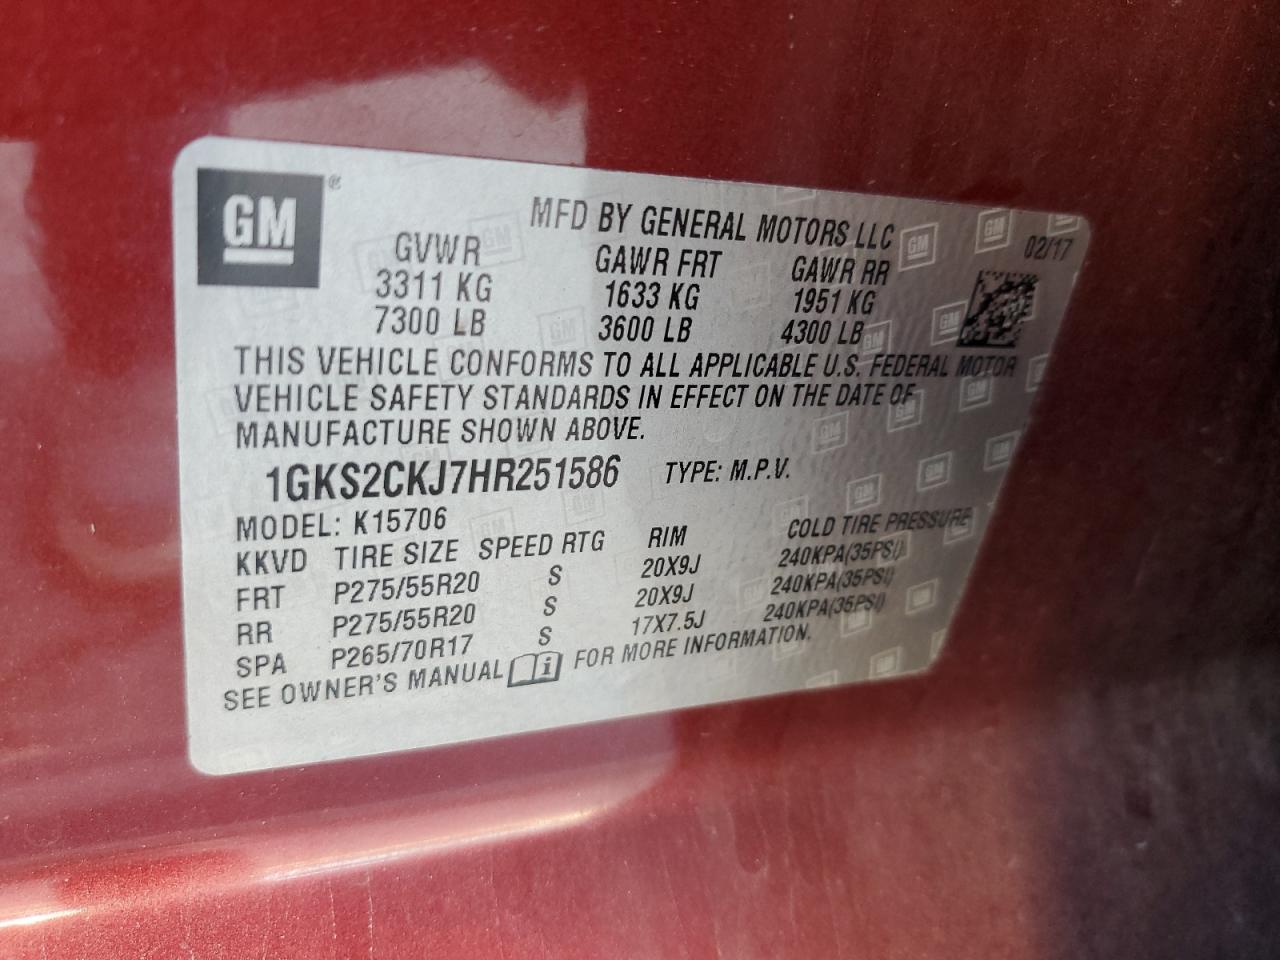 GM®
MFD BY GENERAL MOTORS LLC
02/17
GVWR GAWR FRT GAWR RR
3311 KG 1633 KG 1951 KG
7300 LB 3600 LB 4300 LB
THIS VEHICLE CONFORMS TO ALL APPLICABLE U.S. FEDERAL MOTOR
VEHICLE SAFETY STANDARDS IN EFFECT ON THE DATE OF
MANUFACTURE SHOWN ABOVE.
1GKS2CKJ7HR251586 TYPE: M.P.V.
MODEL: K15706
KKVD TIRE SIZE SPEED RTG RIM COLD TIRE PRESSURE
FRT P275/55R20 S 20X9J 240KPA(35PSI)
RR P275/55R20 S 20X9J 240KPA(35PSI)
SPA P265/70R17 S 17X7.5J 240KPA(35PSI)
SEE OWNER'S MANUAL i FOR MORE INFORMATION.